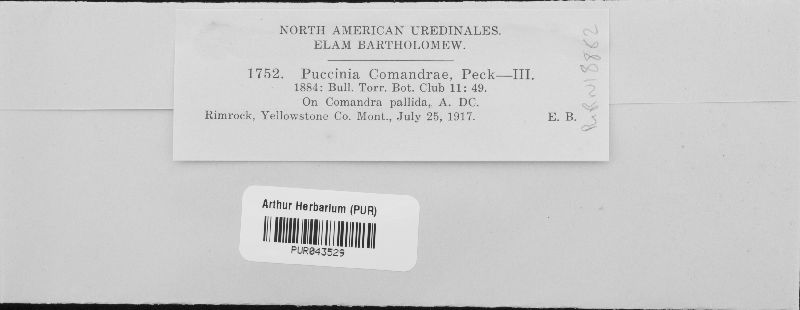 NORTH AMERICAN UREDINALES.
ELAM BARTHOLOMEW.
1752. Puccinia Comandrae, Peck—III.
1884: Bull. Torr. Bot. Club 11: 49.
On Comandra pallida, A. DC.
Rimrock, Yellowstone Co. Mont., July 25, 1917. E. B.
PURN18862
Arthur Herbarium (PUR)
PUR043529